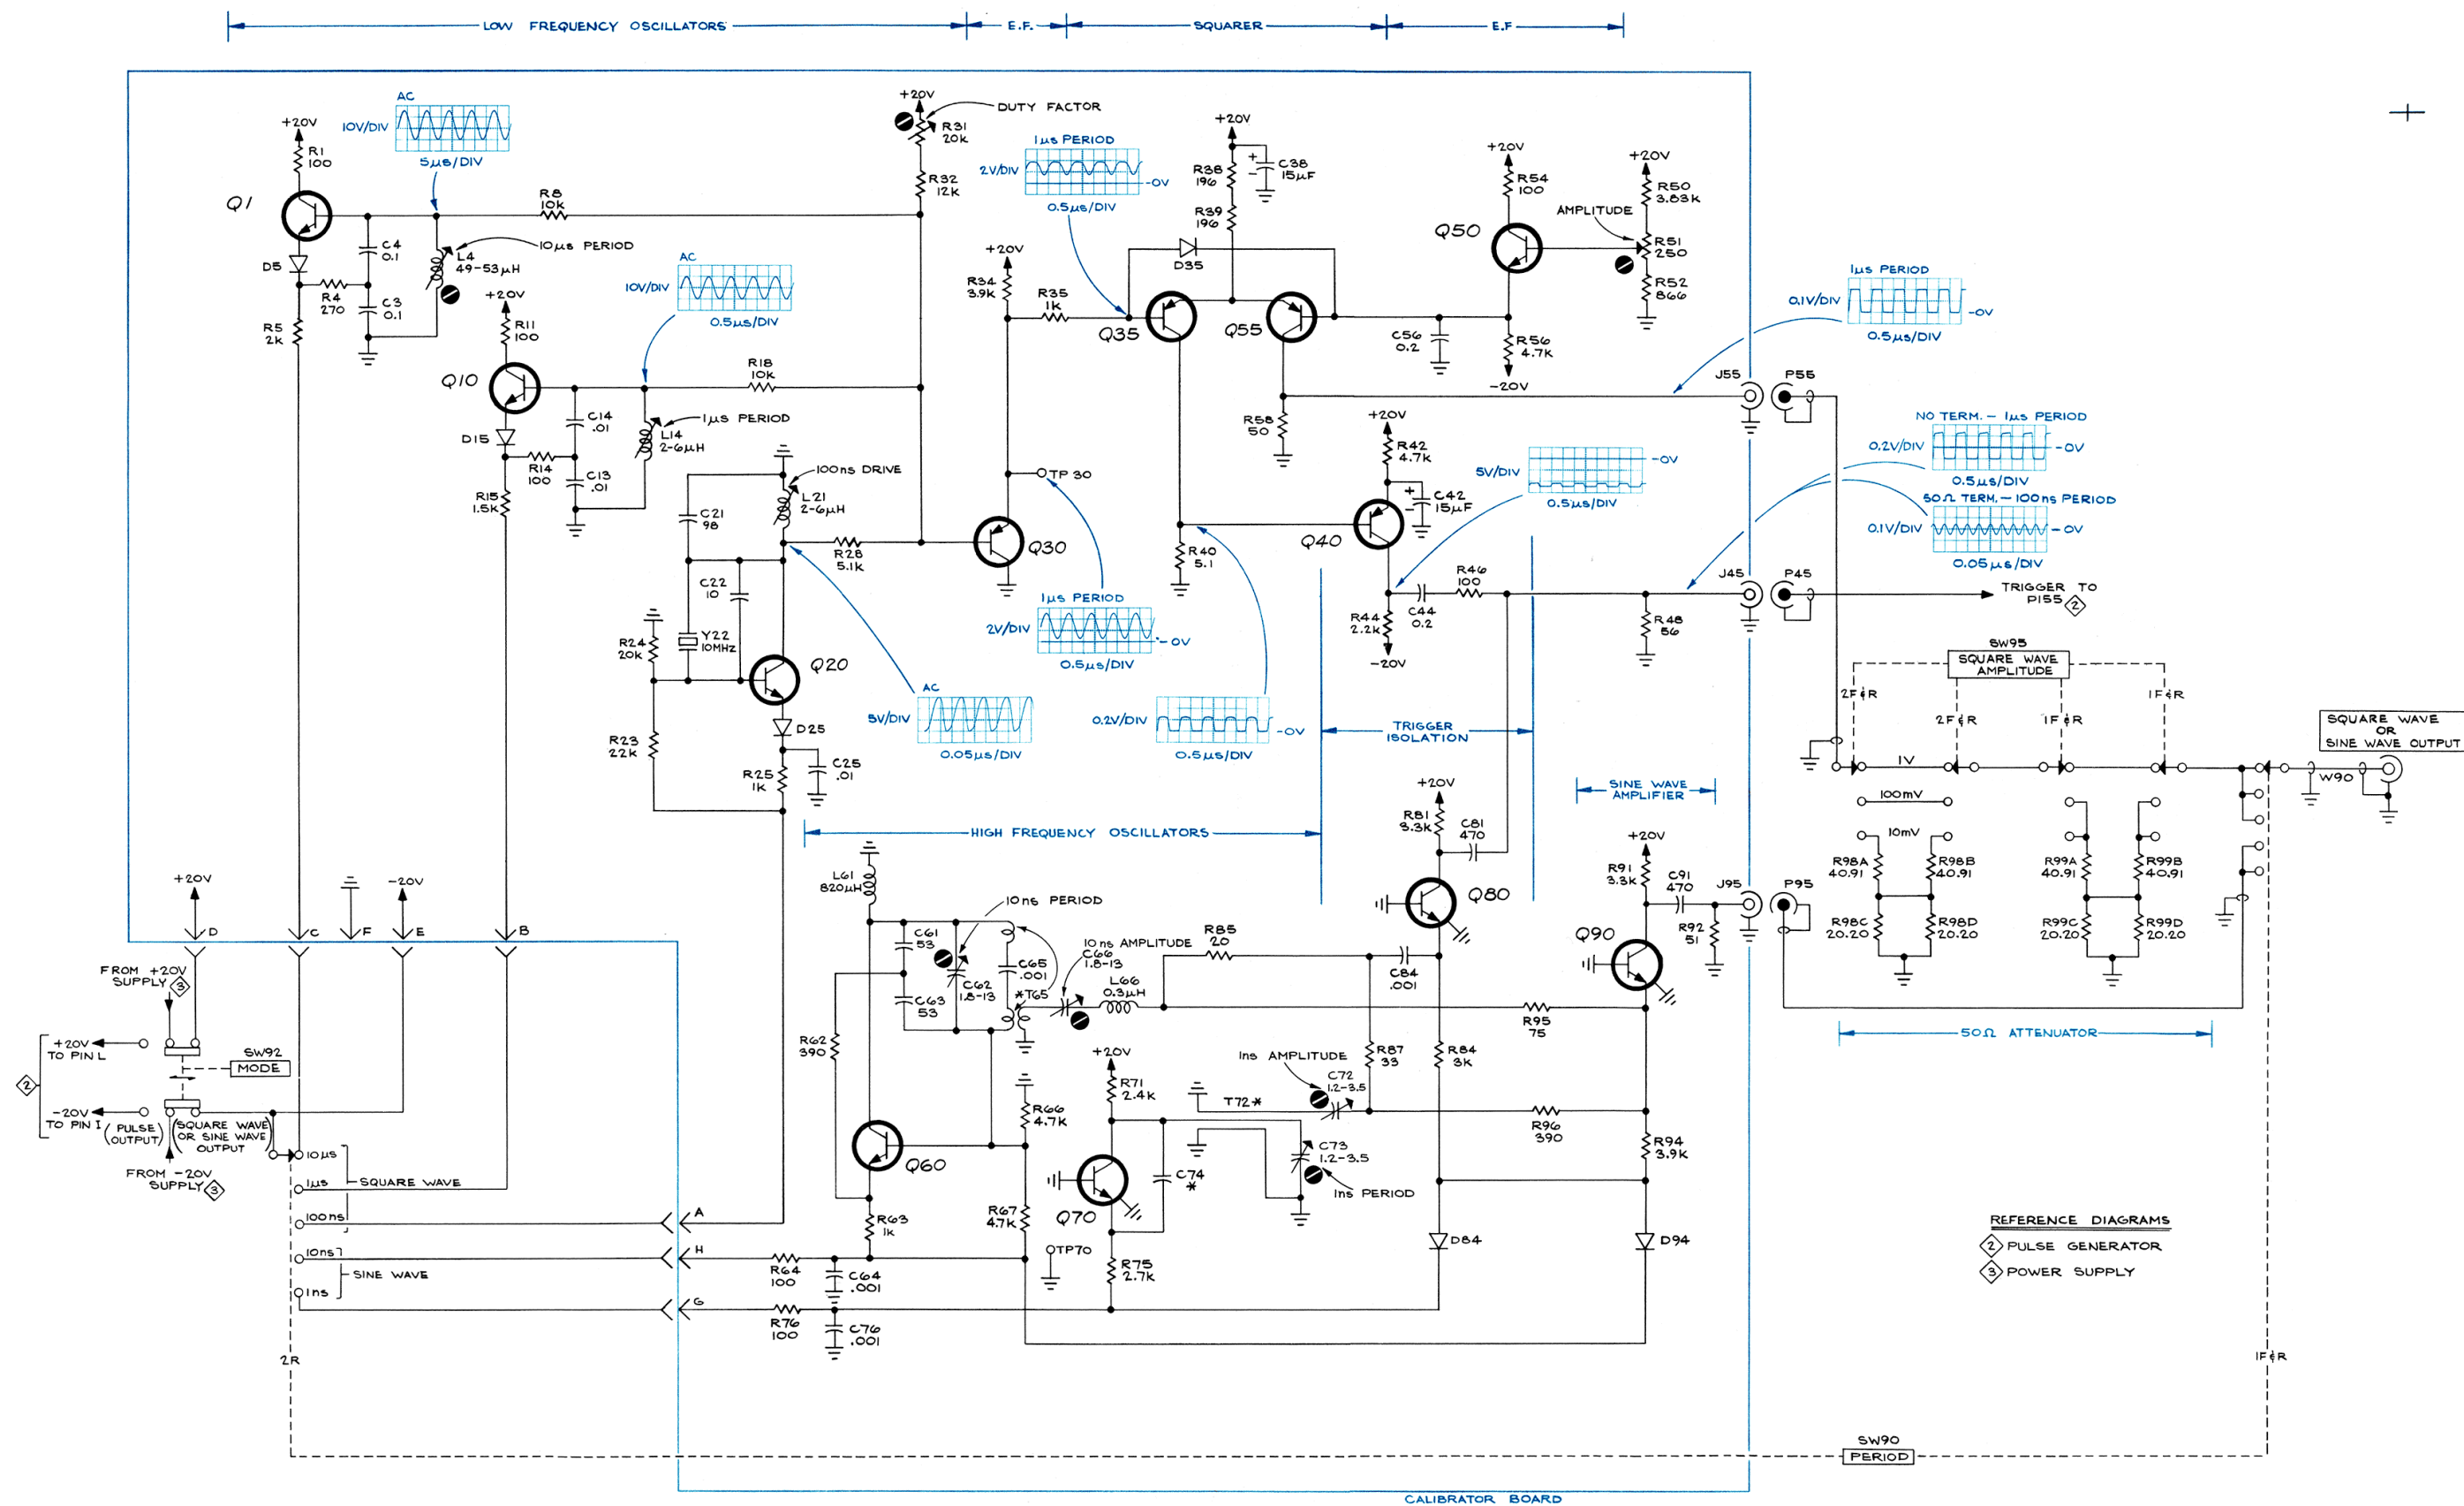 LOW FREQUENCY OSCILLATORS
E.F.
SQUARER
E.F
AC
10V/DIV
5µs/DIV
+20V
R1
100
Q1
D5
R4
270
R5
2K
C4
0.1
C3
0.1
L4
49-53µH
10µs PERIOD
R8
10K
+20V
R31
20K
DUTY FACTOR
R32
12K
AC
10V/DIV
0.5µs/DIV
+20V
R11
100
Q10
D15
R14
100
R15
1.5K
C14
.01
C13
.01
L14
2-6µH
1µs PERIOD
R18
10K
100ns DRIVE
L21
2-6µH
C21
98
C22
10
Y22
10MHZ
R24
20K
R23
22K
Q20
D25
R25
1K
C25
.01
R28
5.1K
AC
5V/DIV
0.05µs/DIV
1µs PERIOD
2V/DIV
-0V
0.5µs/DIV
+20V
R34
3.9K
R35
1K
TP 30
Q30
1µs PERIOD
2V/DIV
-0V
0.5µs/DIV
+20V
R38
196
C38
15µF
R39
196
D35
Q35
Q55
R40
5.1
0.2V/DIV
-0V
0.5µs/DIV
+20V
R54
100
Q50
AMPLITUDE
+20V
R50
3.83K
R51
250
R52
866
C56
0.2
R56
4.7K
-20V
R58
50
+20V
R42
4.7K
C42
15µF
Q40
5V/DIV
-0V
0.5µs/DIV
R44
2.2K
-20V
C44
0.2
R46
100
R48
56
1µs PERIOD
0.1V/DIV
-0V
0.5µs/DIV
J55
P55
NO TERM. - 1µs PERIOD
0.2V/DIV
-0V
0.5µs/DIV
50Ω TERM. - 100ns PERIOD
0.1V/DIV
-0V
0.05µs/DIV
J45
P45
TRIGGER TO
P155
2
TRIGGER
ISOLATION
SINE WAVE
AMPLIFIER
HIGH FREQUENCY OSCILLATORS
SW95
SQUARE WAVE
AMPLITUDE
2F&R
2F&R
1F&R
1F&R
1V
100mV
10mV
R98A
40.91
R98B
40.91
R98C
20.20
R98D
20.20
R99A
40.91
R99B
40.91
R99C
20.20
R99D
20.20
W90
SQUARE WAVE
OR
SINE WAVE OUTPUT
50Ω ATTENUATOR
+20V
R81
3.3K
C81
470
Q80
+20V
R91
3.3K
C91
470
J95
P95
R92
51
Q90
L61
820µH
C61
53
C63
53
C62
1.8-13
10ns PERIOD
C65
.001
*T65
10 ns AMPLITUDE
C66
1.8-13
L66
0.3µH
R85
20
C84
.001
R95
75
R62
390
R87
33
R84
3K
Q60
R63
1K
R66
4.7K
R67
4.7K
+20V
R71
2.4K
Q70
C74
*
R75
2.7K
TP70
T72*
1ns AMPLITUDE
C72
1.2-3.5
C73
1.2-3.5
1ns PERIOD
R96
390
R94
3.9K
D84
D94
R64
100
C64
.001
R76
100
C76
.001
+20V
D
C
F
-20V
E
B
A
H
G
FROM +20V
SUPPLY
3
+20V
TO PIN L
SW92
MODE
2
-20V
TO PIN I
(PULSE
OUTPUT)
(SQUARE WAVE
OR SINE WAVE
OUTPUT)
FROM -20V
SUPPLY
3
10µs
1µs
100ns
SQUARE WAVE
10ns
1ns
SINE WAVE
2R
1F&R
SW90
PERIOD
REFERENCE DIAGRAMS
2 PULSE GENERATOR
3 POWER SUPPLY
CALIBRATOR BOARD